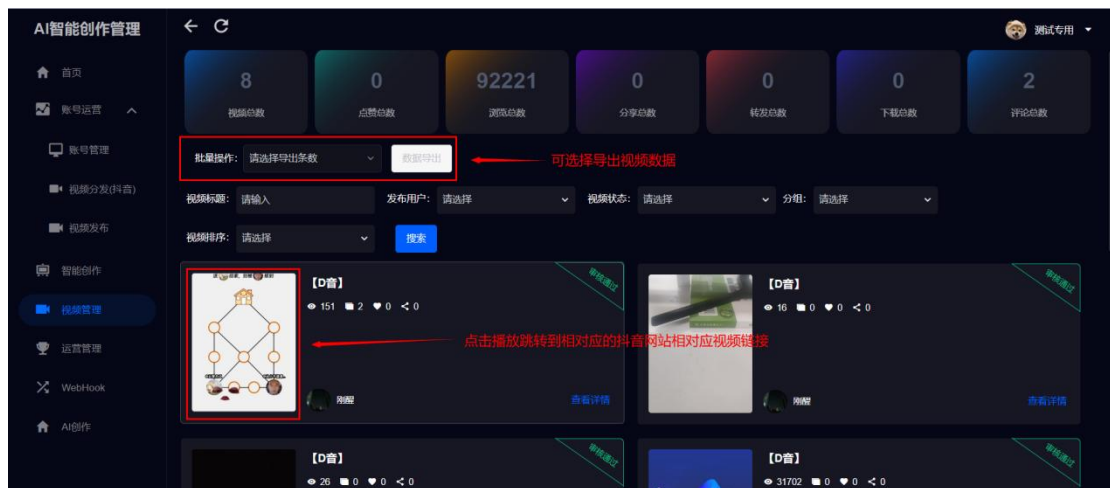 AI智能创作管理
测试专用
首页
账号运营
账号管理
视频分发(抖音)
视频发布
智能创作
视频管理
运营管理
WebHook
AI创作
8
视频总数
0
点赞总数
92221
浏览总数
0
分享总数
0
转发总数
0
下载总数
2
评论总数
批量操作: 请选择导出条数 数据导出
可选择导出视频数据
视频标题: 请输入 发布用户: 请选择 视频状态: 请选择 分组: 请选择
视频排序: 请选择 搜索
【D音】
审核通过
151 2 0 0
点击播放跳转到相对应的抖音网站相对应视频链接
刚醒
查看详情
【D音】
审核通过
16 0 0 0
刚醒
查看详情
【D音】
审核通过
26 0 0 0
【D音】
审核通过
31702 0 0 0